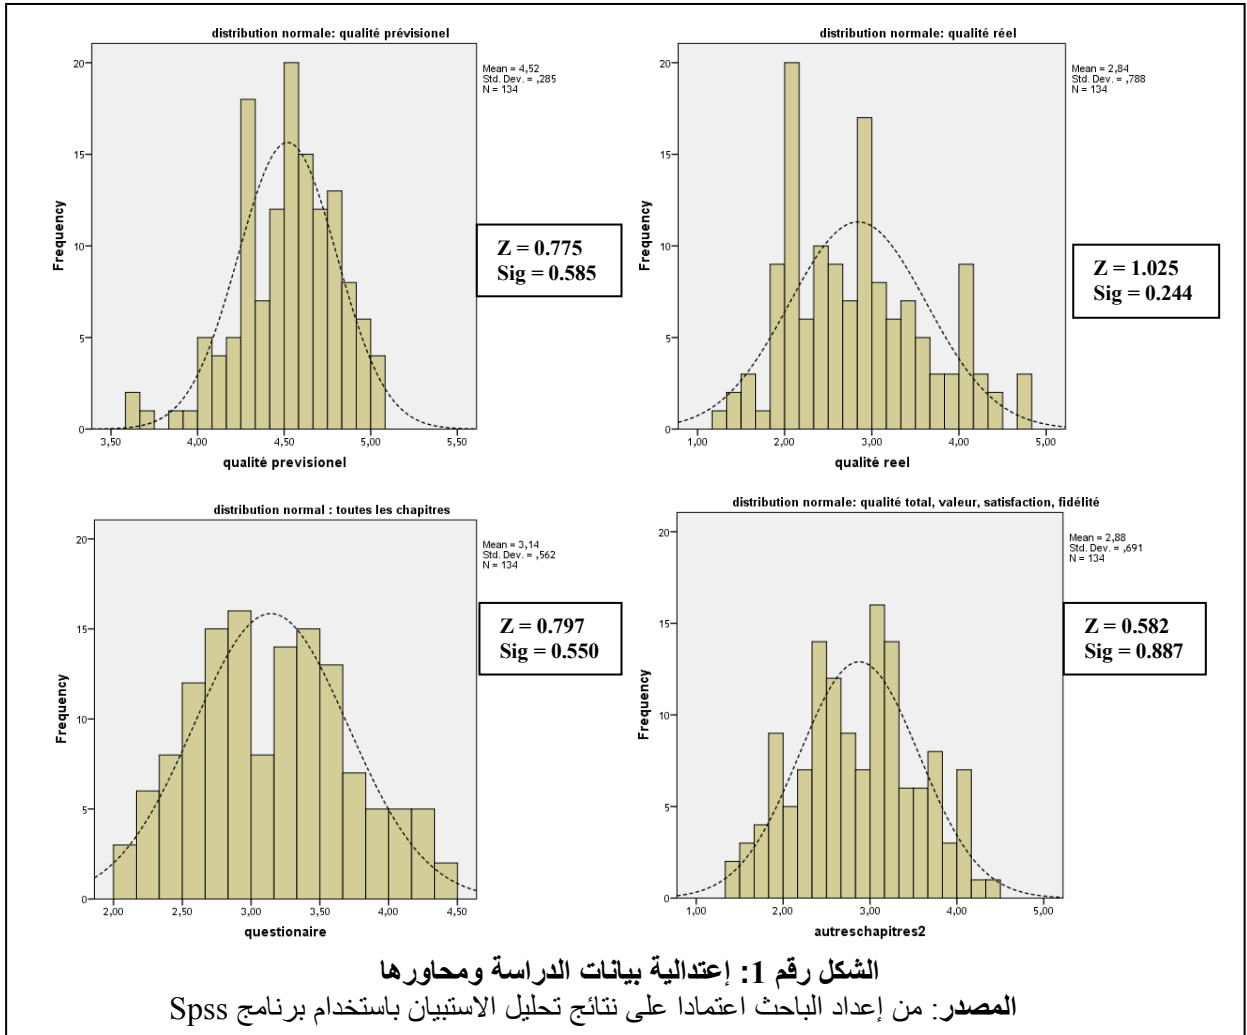 distribution normale: qualité prévisionel
Mean = 4,52
Std. Dev. = ,285
N = 134
20
15
10
5
0
Frequency
3,50 4,00 4,50 5,00 5,50
qualité previsionel
Z = 0.775
Sig = 0.585
distribution normale: qualité réel
Mean = 2,84
Std. Dev. = ,788
N = 134
20
15
10
5
0
Frequency
1,00 2,00 3,00 4,00 5,00
qualité reel
Z = 1.025
Sig = 0.244
distribution normal : toutes les chapitres
Mean = 3,14
Std. Dev. = ,562
N = 134
20
15
10
5
0
Frequency
2,00 2,50 3,00 3,50 4,00 4,50
questionaire
Z = 0.797
Sig = 0.550
distribution normale: qualité total, valeur, satisfaction, fidélité
Mean = 2,88
Std. Dev. = ,691
N = 134
20
15
10
5
0
Frequency
1,00 2,00 3,00 4,00 5,00
autreschapitres2
Z = 0.582
Sig = 0.887
الشكل رقم 1: إعتدالية بيانات الدراسة ومحاورها
المصدر: من إعداد الباحث اعتمادا على نتائج تحليل الاستبيان باستخدام برنامج Spss